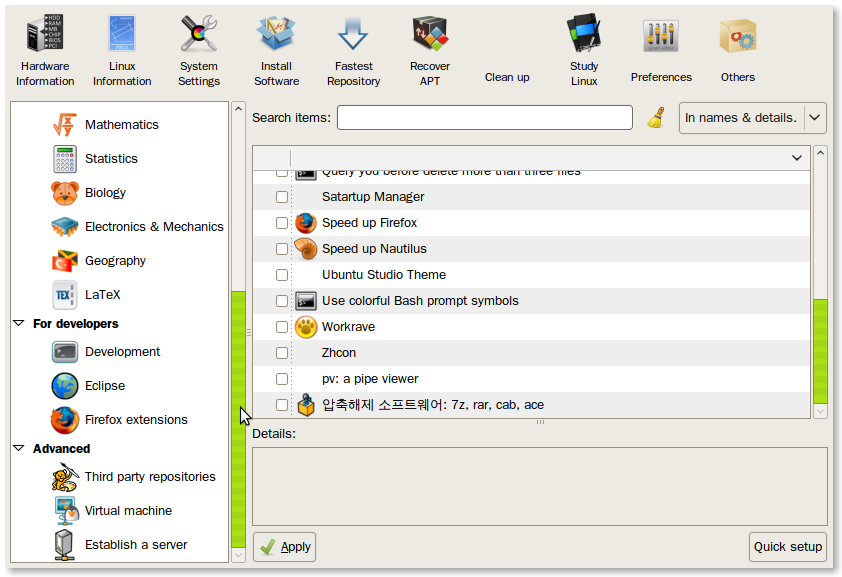 HDD
RAM
MB
CHIP
BIOS
PCI
Hardware
Information
Linux
Information
System
Settings
Install
Software
Fastest
Repository
Recover
APT
Clean up
Study
Linux
Preferences
Others
Search items:
In names & details.
Mathematics
Statistics
Biology
Electronics & Mechanics
Geography
TEX
LaTeX
For developers
Development
Eclipse
Firefox extensions
Advanced
Third party repositories
Virtual machine
Establish a server
Query you before delete more than three files
Satartup Manager
Speed up Firefox
Speed up Nautilus
Ubuntu Studio Theme
Use colorful Bash prompt symbols
Workrave
Zhcon
pv: a pipe viewer
압축해제 소프트웨어: 7z, rar, cab, ace
Details:
Apply
Quick setup